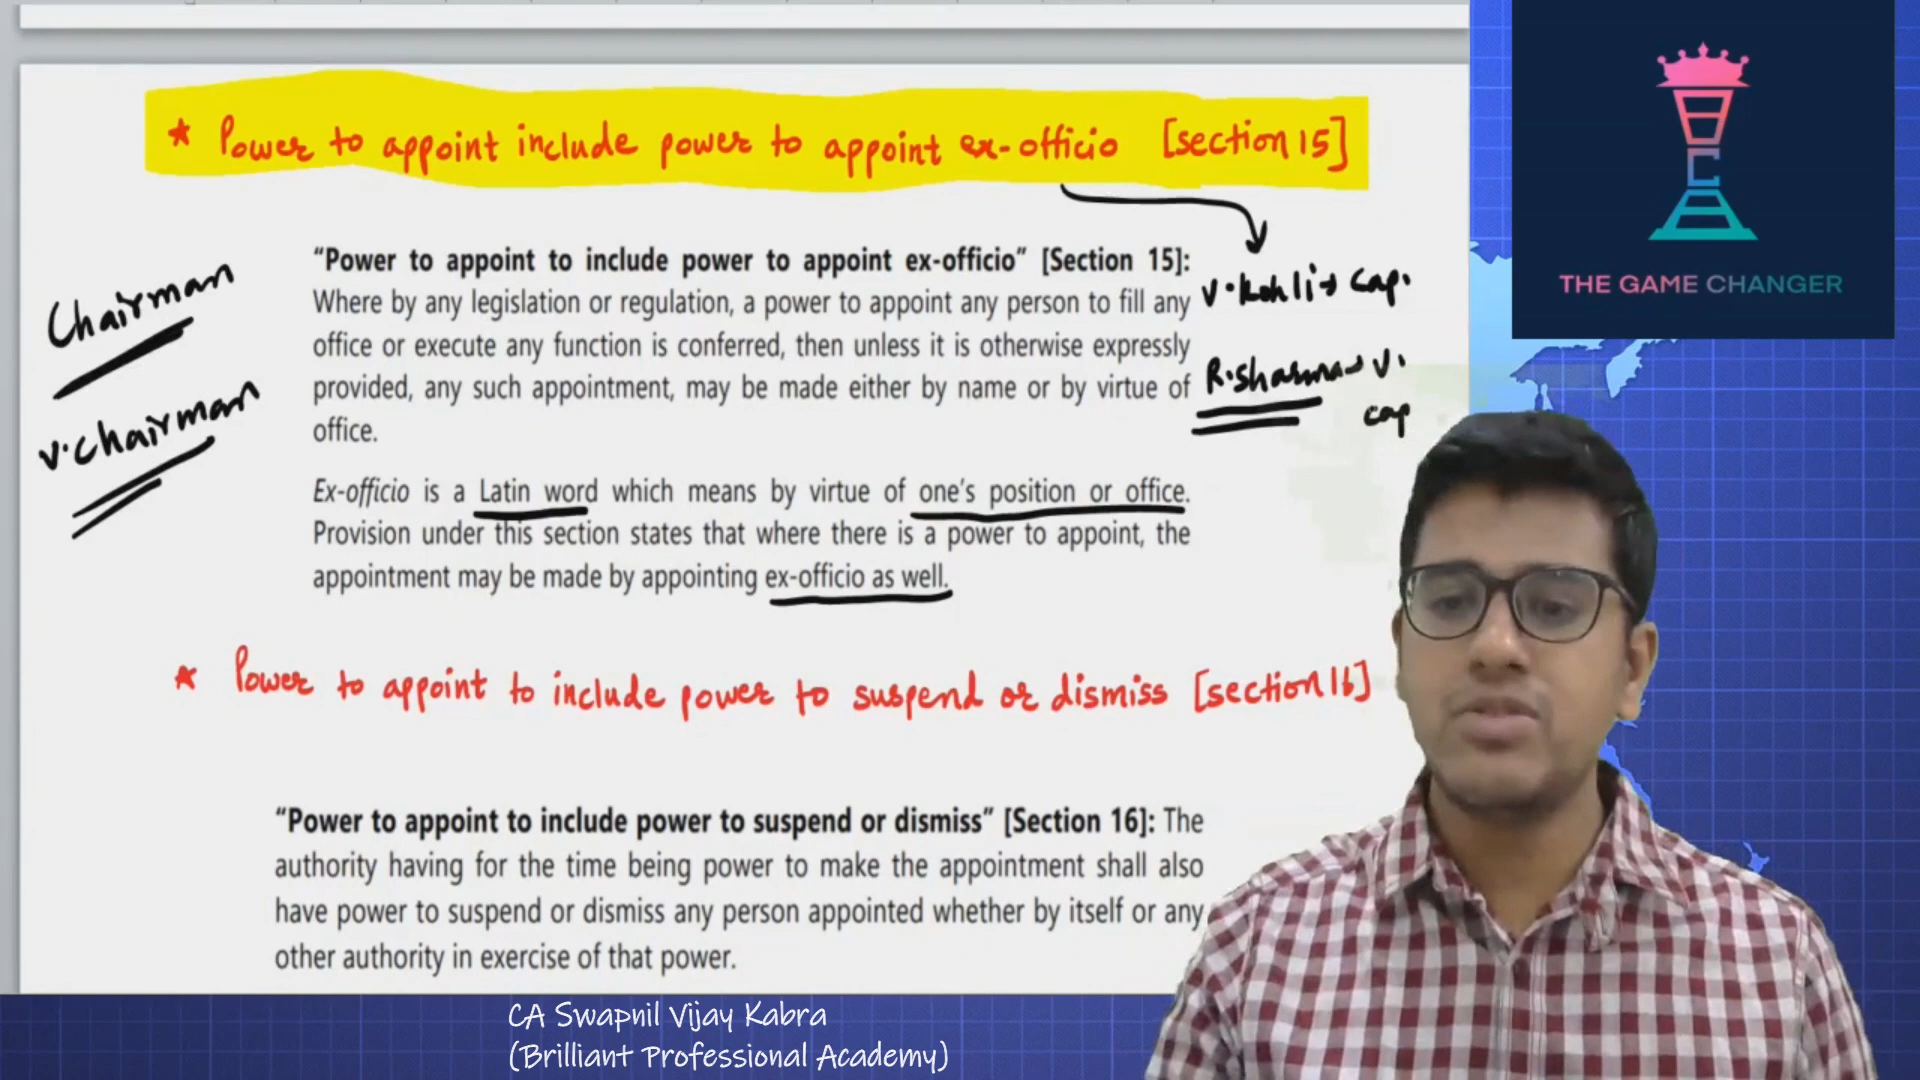 ★ Power to appoint include power to appoint ex-officio [section 15]
“Power to appoint to include power to appoint ex-officio” [Section 15]:
Where by any legislation or regulation, a power to appoint any person to fill any
office or execute any function is conferred, then unless it is otherwise expressly
provided, any such appointment, may be made either by name or by virtue of
office.
Chairman
V. chairman
V. Kohli → Cap.
R. Sharma → V.
cap
Ex-officio is a Latin word which means by virtue of one’s position or office.
Provision under this section states that where there is a power to appoint, the
appointment may be made by appointing ex-officio as well.
★ Power to appoint to include power to suspend or dismiss [section 16]
“Power to appoint to include power to suspend or dismiss” [Section 16]: The
authority having for the time being power to make the appointment shall also
have power to suspend or dismiss any person appointed whether by itself or any
other authority in exercise of that power.
THE GAME CHANGER
CA Swapnil Vijay Kabra
(Brilliant Professional Academy)